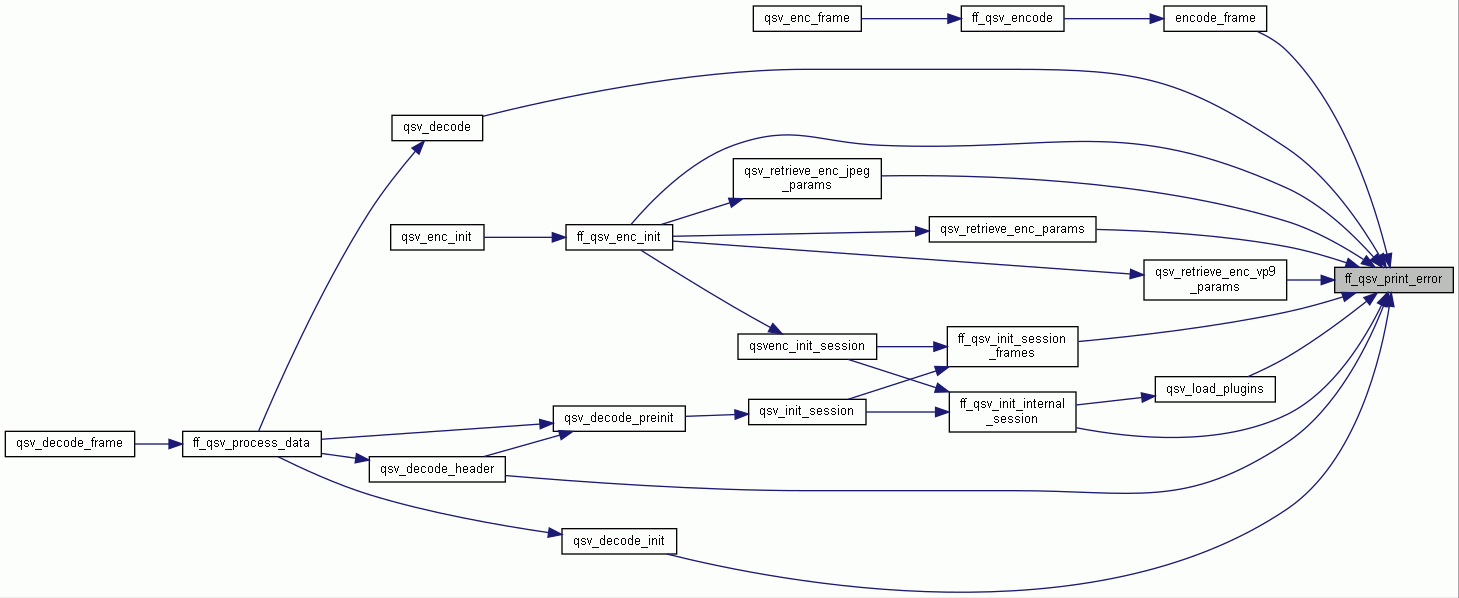 qsv_enc_frame
ff_qsv_encode
encode_frame
qsv_decode
qsv_retrieve_enc_jpeg
_params
qsv_enc_init
ff_qsv_enc_init
qsv_retrieve_enc_params
qsv_retrieve_enc_vp9
_params
ff_qsv_print_error
qsvenc_init_session
ff_qsv_init_session
_frames
qsv_load_plugins
qsv_decode_preinit
qsv_init_session
ff_qsv_init_internal
_session
qsv_decode_frame
ff_qsv_process_data
qsv_decode_header
qsv_decode_init